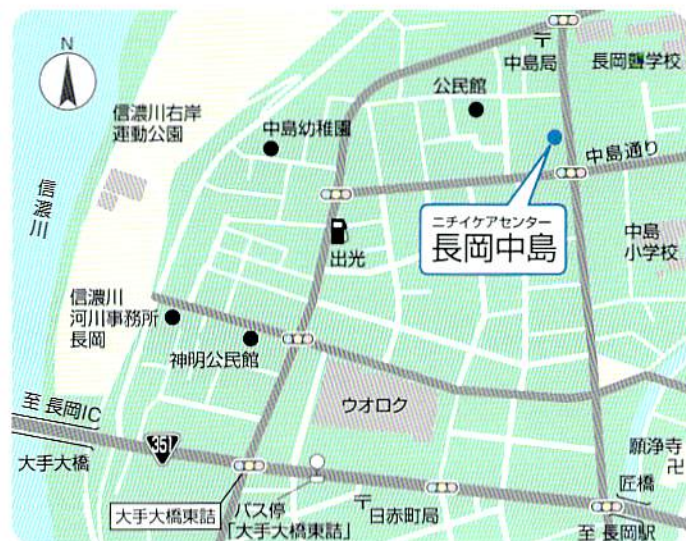 N
〒
中島局
長岡聾学校
公民館
信濃川右岸
運動公園
中島幼稚園
中島通り
信濃川
ニチイケアセンター
長岡中島
中島
小学校
出光
信濃川
河川事務所
長岡
神明公民館
ウオロク
至 長岡IC
351
大手大橋
願浄寺
卍
大手大橋東詰
バス停
「大手大橋東詰」
〒
日赤町局
匠橋
至 長岡駅